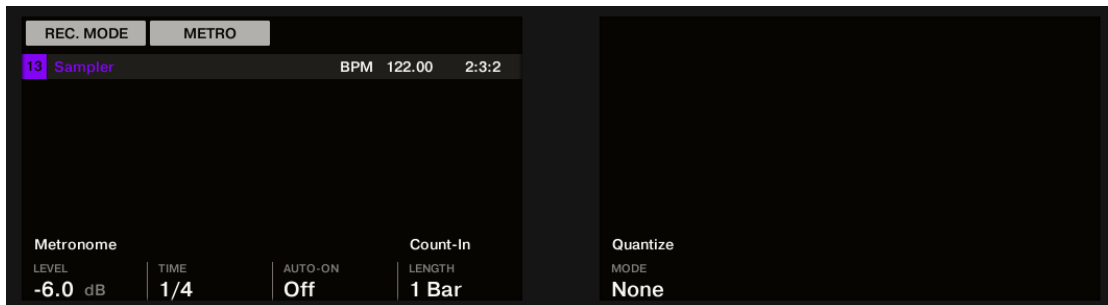 REC. MODE METRO
13 Sampler BPM 122.00 2:3:2
Metronome Count-In Quantize
LEVEL TIME AUTO-ON LENGTH MODE
-6.0 dB 1/4 Off 1 Bar None